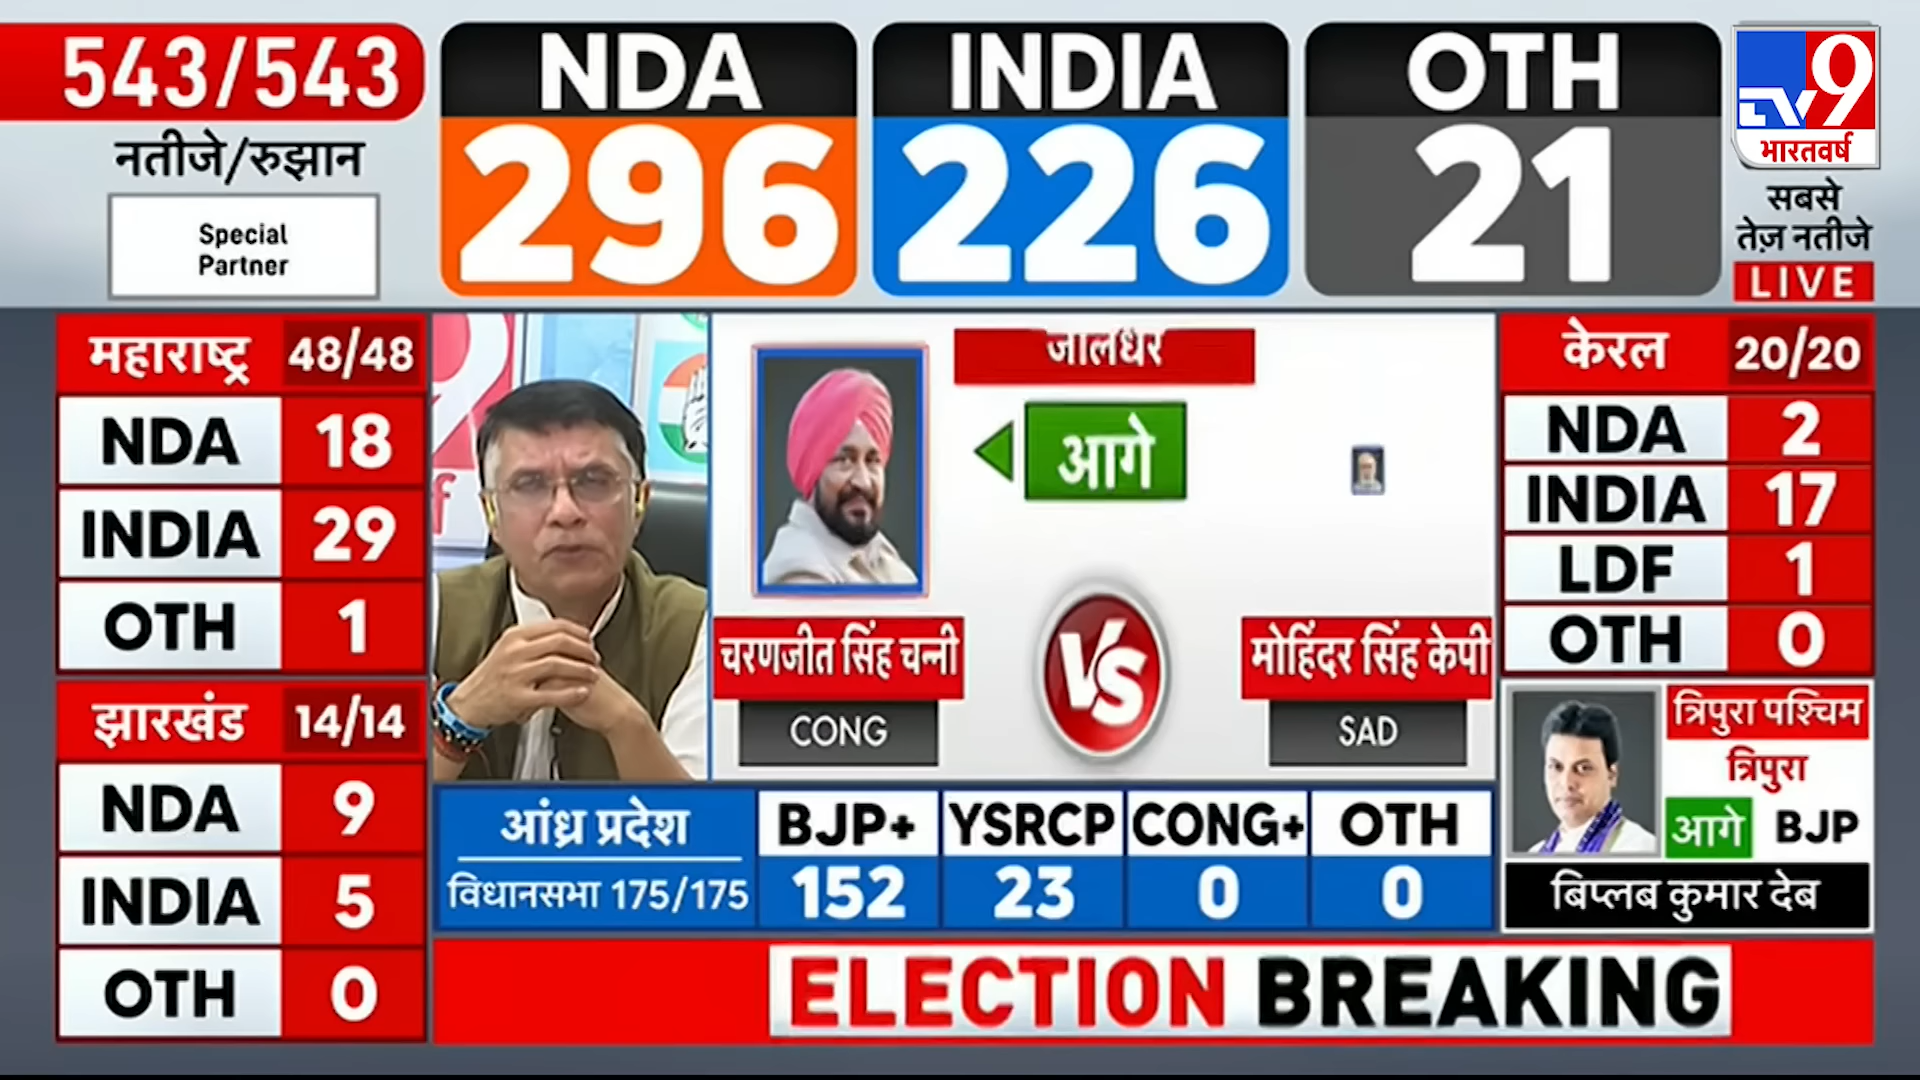 543/543
नतीजे/रुझान
Special
Partner
NDA
296
INDIA
226
OTH
21
TV9
भारतवर्ष
सबसे
तेज़ नतीजे
LIVE
महाराष्ट्र 48/48
NDA 18
INDIA 29
OTH 1
झारखंड 14/14
NDA 9
INDIA 5
OTH 0
जालंधर
आगे
चरणजीत सिंह चन्नी
CONG
VS
मोहिंदर सिंह केपी
SAD
केरल 20/20
NDA 2
INDIA 17
LDF 1
OTH 0
त्रिपुरा पश्चिम
त्रिपुरा
आगे BJP
बिप्लब कुमार देब
आंध्र प्रदेश
विधानसभा 175/175
BJP+ YSRCP CONG+ OTH
152 23 0 0
ELECTION BREAKING